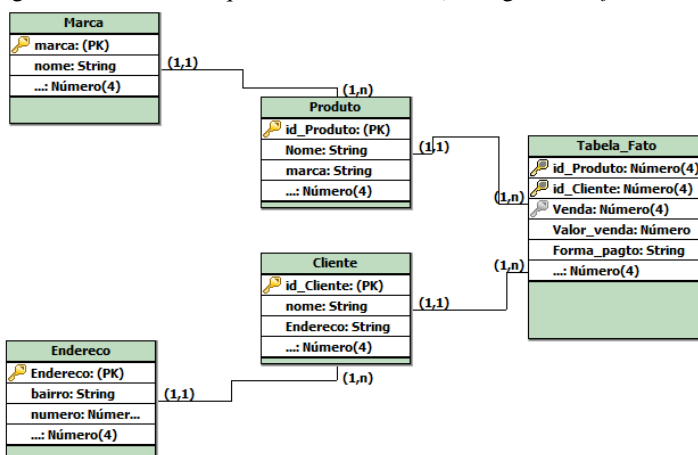 Marca
marca: (PK)
nome: String
...: Número(4)
(1,1)
(1,n)
Produto
id_Produto: (PK)
Nome: String
marca: String
...: Número(4)
(1,1)
(1,n)
Tabela_Fato
id_Produto: Número(4)
id_Cliente: Número(4)
Venda: Número(4)
Valor_venda: Número
Forma_pagto: String
...: Número(4)
(1,n)
Cliente
id_Cliente: (PK)
nome: String
Endereco: String
...: Número(4)
(1,1)
(1,n)
Endereco
Endereco: (PK)
bairro: String
numero: Númer...
...: Número(4)
(1,1)